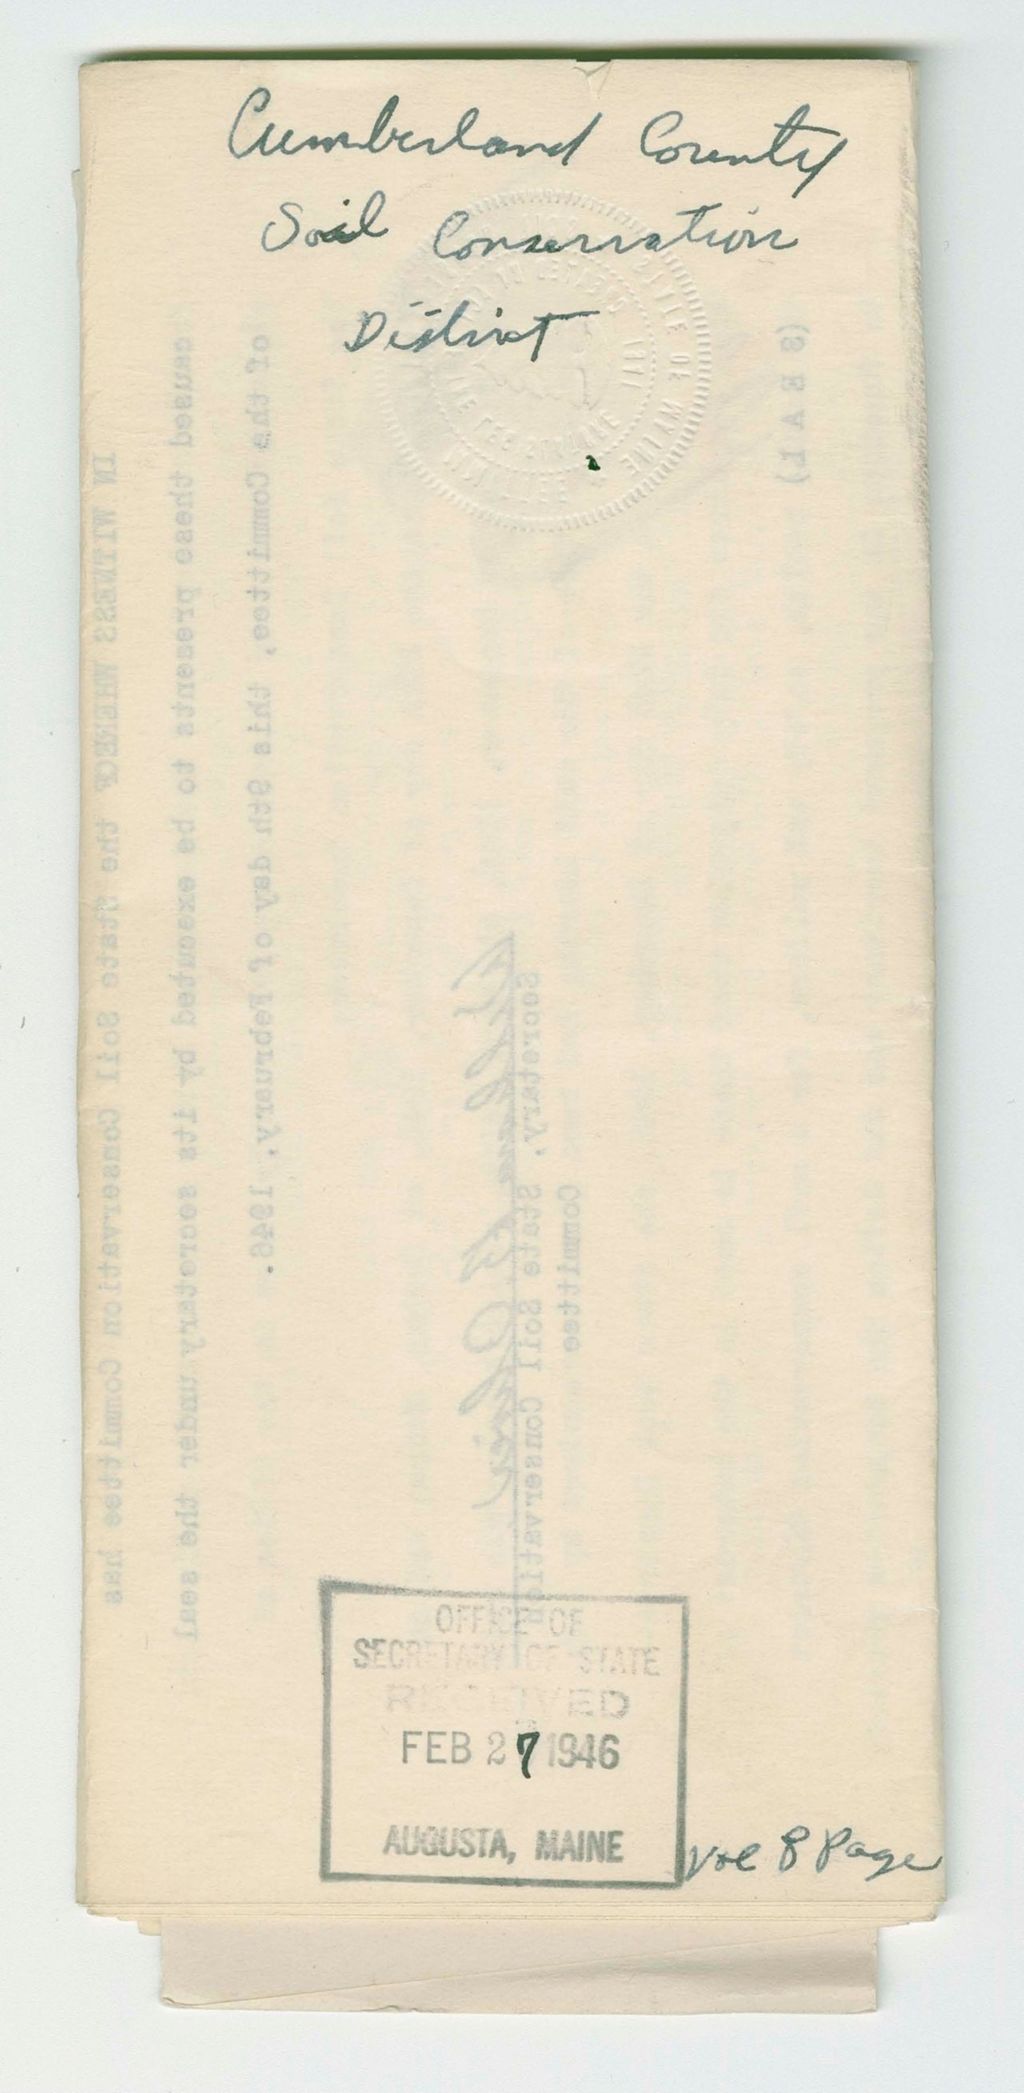 Cumberland County
Soil Conservation
District
(S E A L)
of the Committee, this 9th day of February, 1946.
caused these presents to be executed by its secretary under the seal
IN WITNESS WHEREOF the State Soil Conservation Committee has
Secretary, State Soil Conservation
Committee
OFFICE OF
SECRETARY OF STATE
RECEIVED
FEB 27 1946
AUGUSTA, MAINE
Vol 8 Page